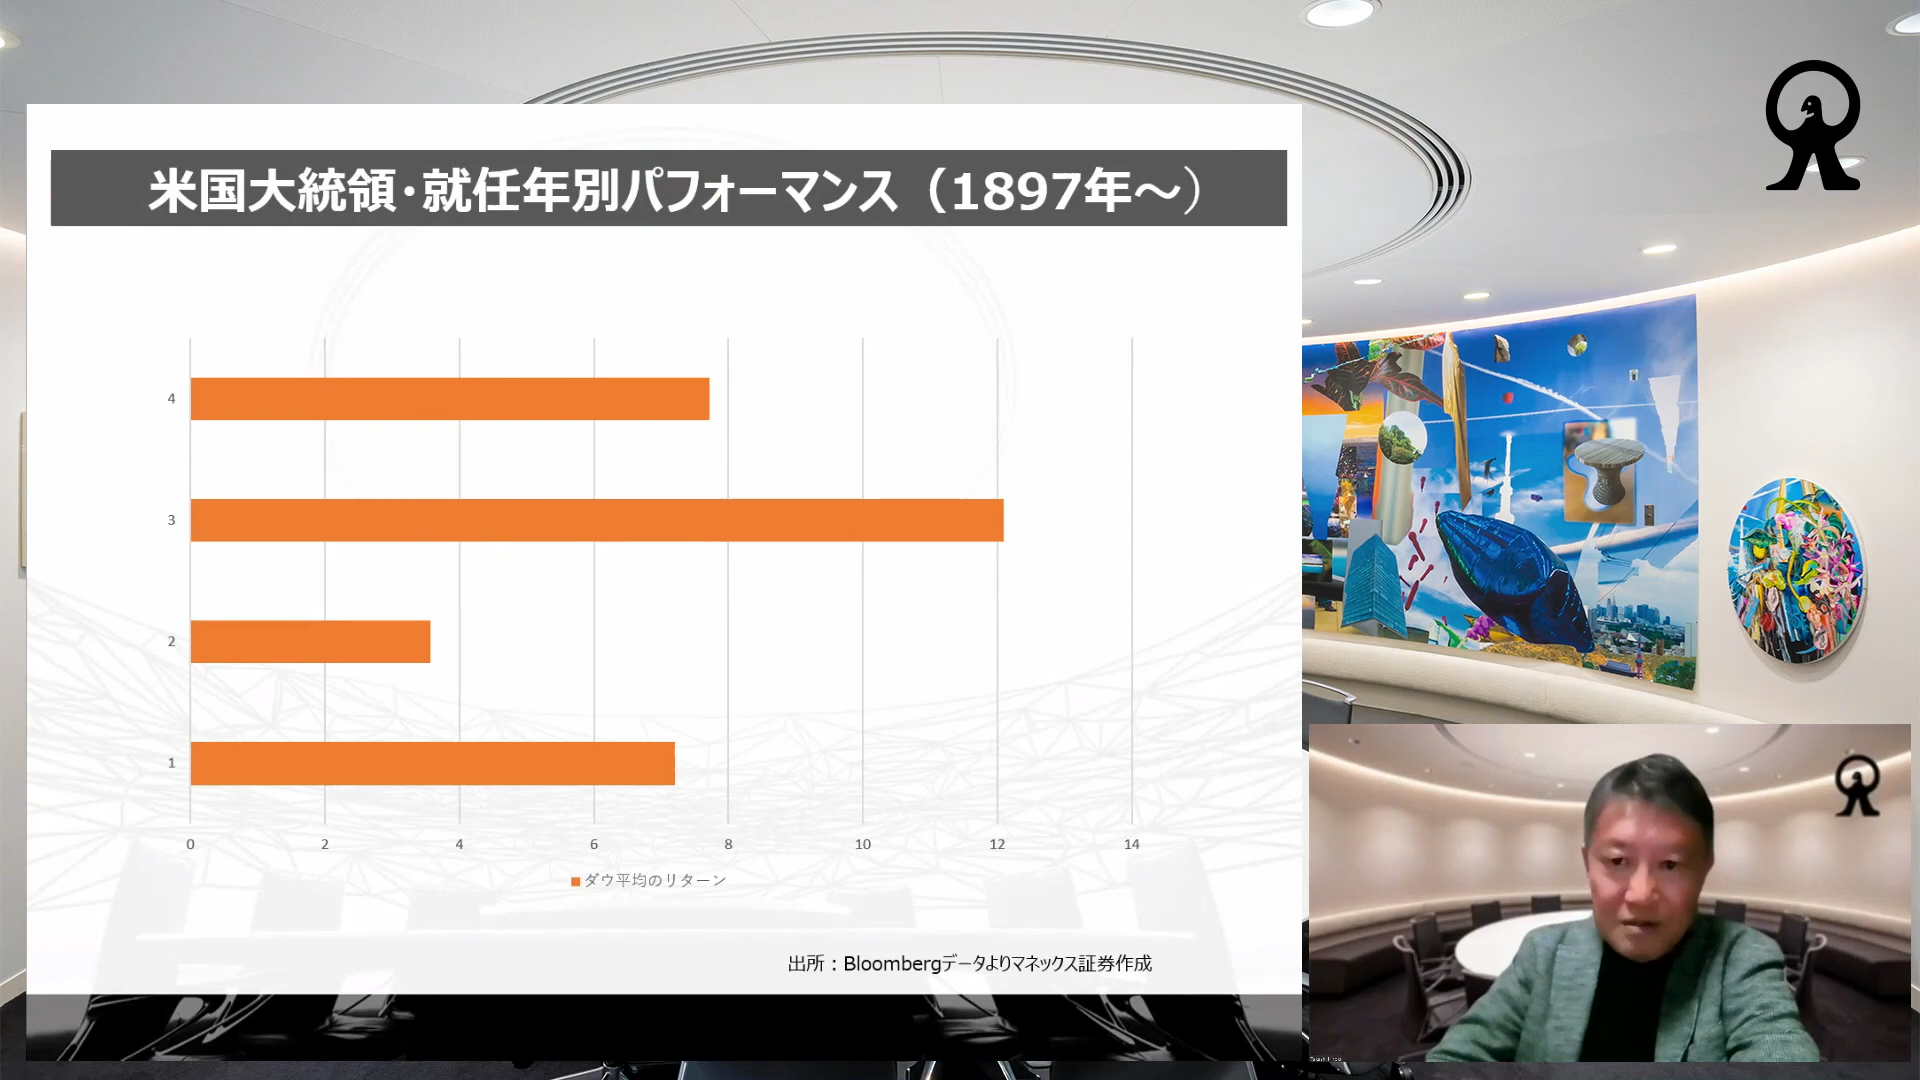 米国大統領・就任年別パフォーマンス（1897年～）
4
3
2
1
0 2 4 6 8 10 12 14
ダウ平均のリターン
出所：Bloombergデータよりマネックス証券作成